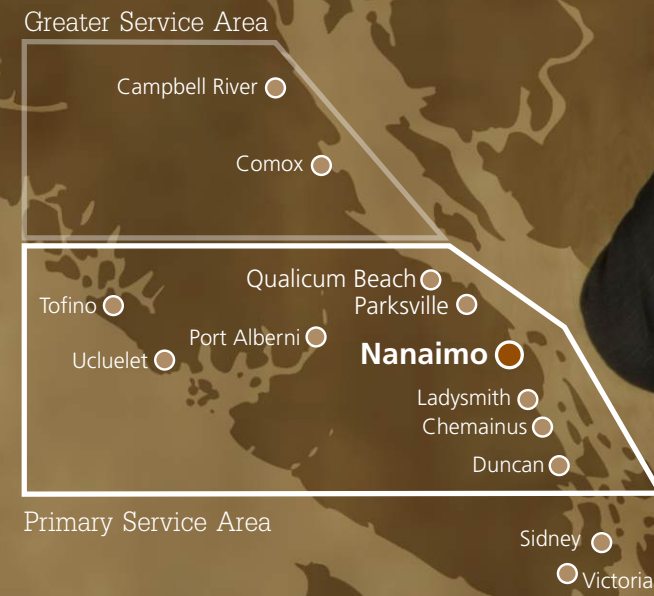 Greater Service Area
Campbell River
Comox
Qualicum Beach
Tofino
Parksville
Port Alberni
Nanaimo
Ucluelet
Ladysmith
Chemainus
Duncan
Primary Service Area
Sidney
Victoria